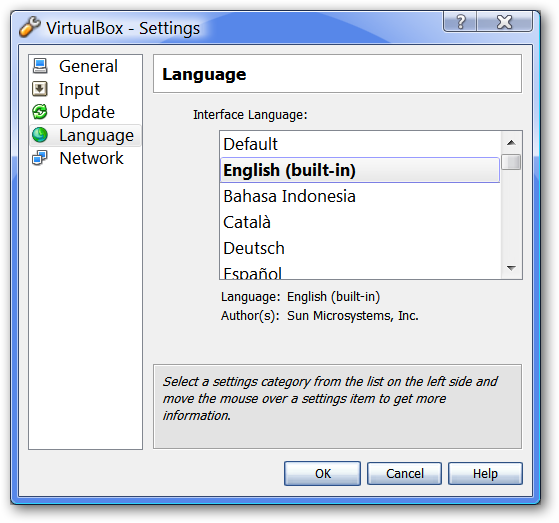 VirtualBox - Settings
General
Input
Update
Language
Network
Language
Interface Language:
Default
English (built-in)
Bahasa Indonesia
Català
Deutsch
Español
Language: English (built-in)
Author(s): Sun Microsystems, Inc.
Select a settings category from the list on the left side and
move the mouse over a settings item to get more
information.
OK
Cancel
Help